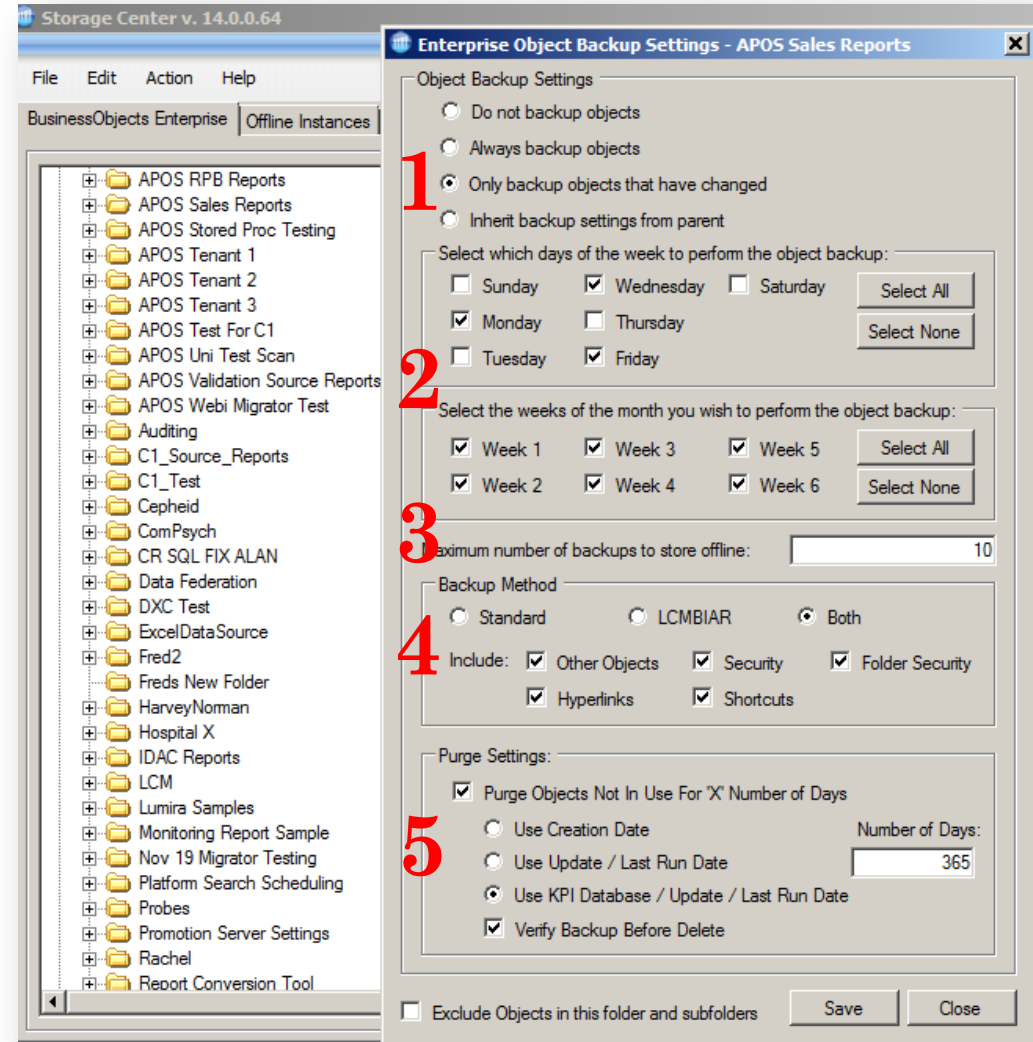 Storage Center v. 14.0.0.64
File Edit Action Help
BusinessObjects Enterprise Offline Instances
APOS RPB Reports
APOS Sales Reports
APOS Stored Proc Testing
APOS Tenant 1
APOS Tenant 2
APOS Tenant 3
APOS Test For C1
APOS Uni Test Scan
APOS Validation Source Reports
APOS Webi Migrator Test
Auditing
C1_Source_Reports
C1_Test
Cepheid
ComPsych
CR SQL FIX ALAN
Data Federation
DXC Test
ExcelDataSource
Fred2
Freds New Folder
HarveyNorman
Hospital X
IDAC Reports
LCM
Lumira Samples
Monitoring Report Sample
Nov 19 Migrator Testing
Platform Search Scheduling
Probes
Promotion Server Settings
Rachel
Report Conversion Tool
Enterprise Object Backup Settings - APOS Sales Reports
Object Backup Settings
Do not backup objects
Always backup objects
1
Only backup objects that have changed
Inherit backup settings from parent
Select which days of the week to perform the object backup:
Sunday Wednesday Saturday Select All
Monday Thursday Select None
Tuesday Friday
2
Select the weeks of the month you wish to perform the object backup:
Week 1 Week 3 Week 5 Select All
Week 2 Week 4 Week 6 Select None
3
Maximum number of backups to store offline: 10
Backup Method
Standard LCMBIAR Both
4
Include: Other Objects Security Folder Security
Hyperlinks Shortcuts
Purge Settings:
Purge Objects Not In Use For 'X' Number of Days
Use Creation Date Number of Days:
5
Use Update / Last Run Date 365
Use KPI Database / Update / Last Run Date
Verify Backup Before Delete
Exclude Objects in this folder and subfolders Save Close